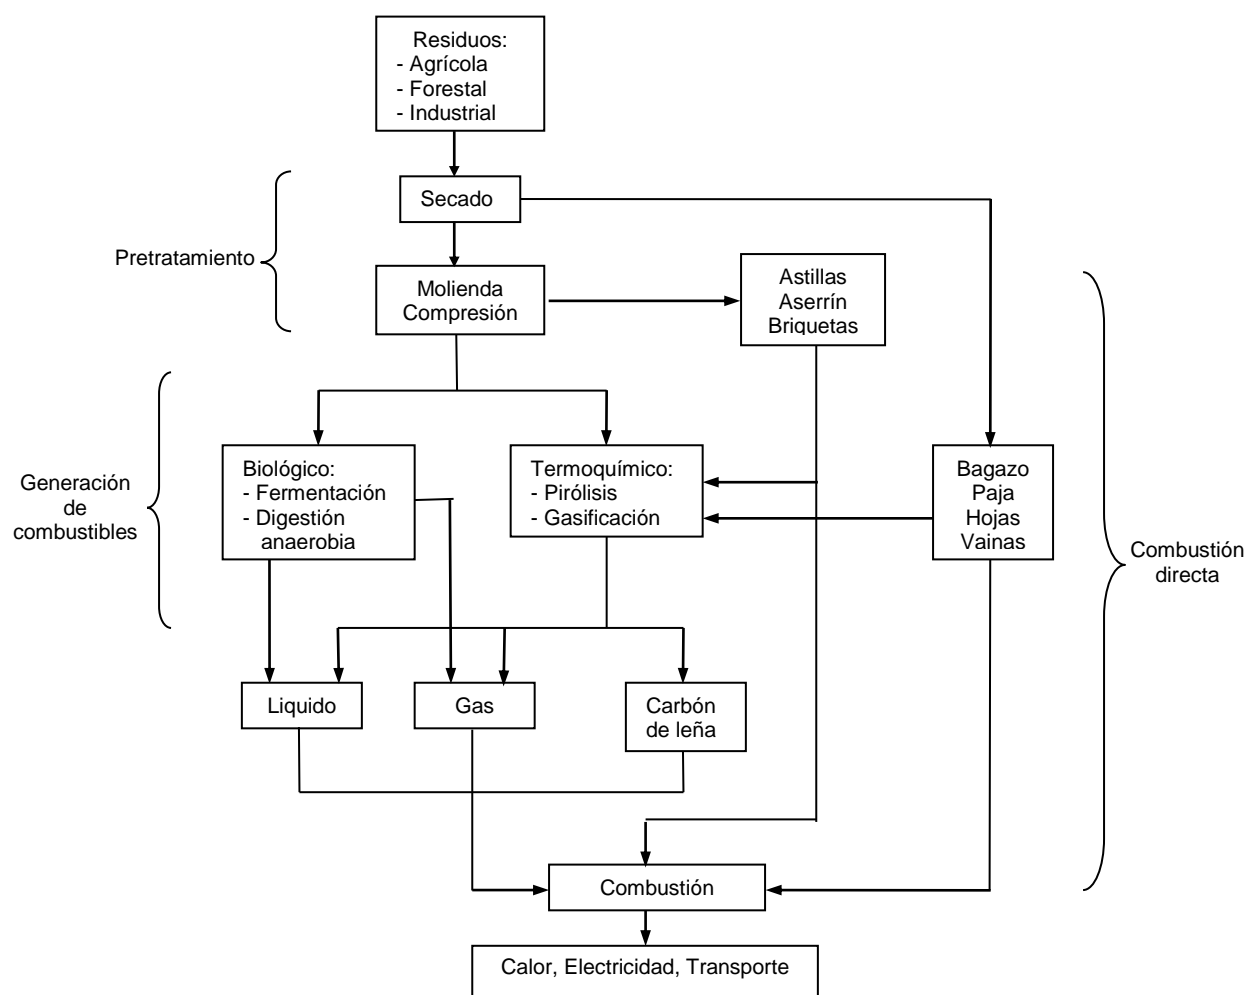 Residuos:
- Agrícola
- Forestal
- Industrial
Secado
Pretratamiento
Molienda
Compresión
Astillas
Aserrín
Briquetas
Generación
de
combustibles
Biológico:
- Fermentación
- Digestión
anaerobia
Termoquímico:
- Pirólisis
- Gasificación
Bagazo
Paja
Hojas
Vainas
Combustión
directa
Liquido
Gas
Carbón
de leña
Combustión
Calor, Electricidad, Transporte